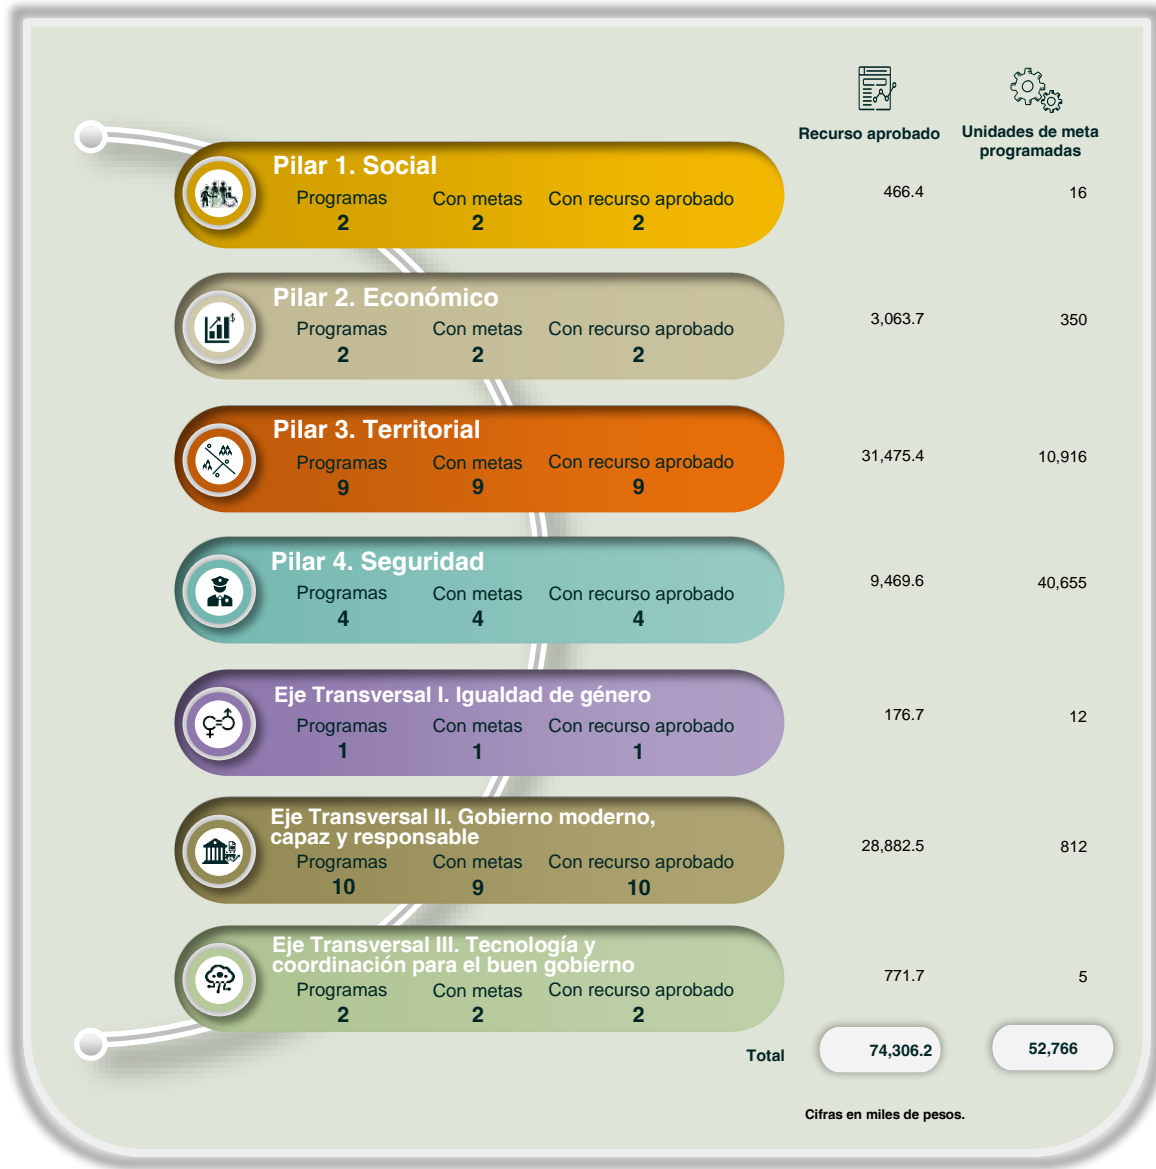 Recurso aprobado
Unidades de meta
programadas
Pilar 1. Social
Programas Con metas Con recurso aprobado
2 2 2
466.4 16
Pilar 2. Económico
Programas Con metas Con recurso aprobado
2 2 2
3,063.7 350
Pilar 3. Territorial
Programas Con metas Con recurso aprobado
9 9 9
31,475.4 10,916
Pilar 4. Seguridad
Programas Con metas Con recurso aprobado
4 4 4
9,469.6 40,655
Eje Transversal I. Igualdad de género
Programas Con metas Con recurso aprobado
1 1 1
176.7 12
Eje Transversal II. Gobierno moderno,
capaz y responsable
Programas Con metas Con recurso aprobado
10 9 10
28,882.5 812
Eje Transversal III. Tecnología y
coordinación para el buen gobierno
Programas Con metas Con recurso aprobado
2 2 2
771.7 5
Total 74,306.2 52,766
Cifras en miles de pesos.